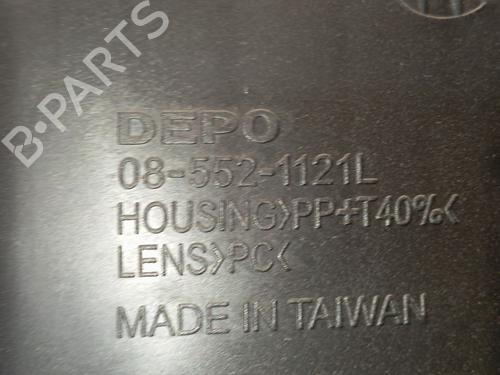 B-PARTS
DEPO
08-552-1121L
HOUSING>PP+T40%<
LENS>PC<
MADE IN TAIWAN